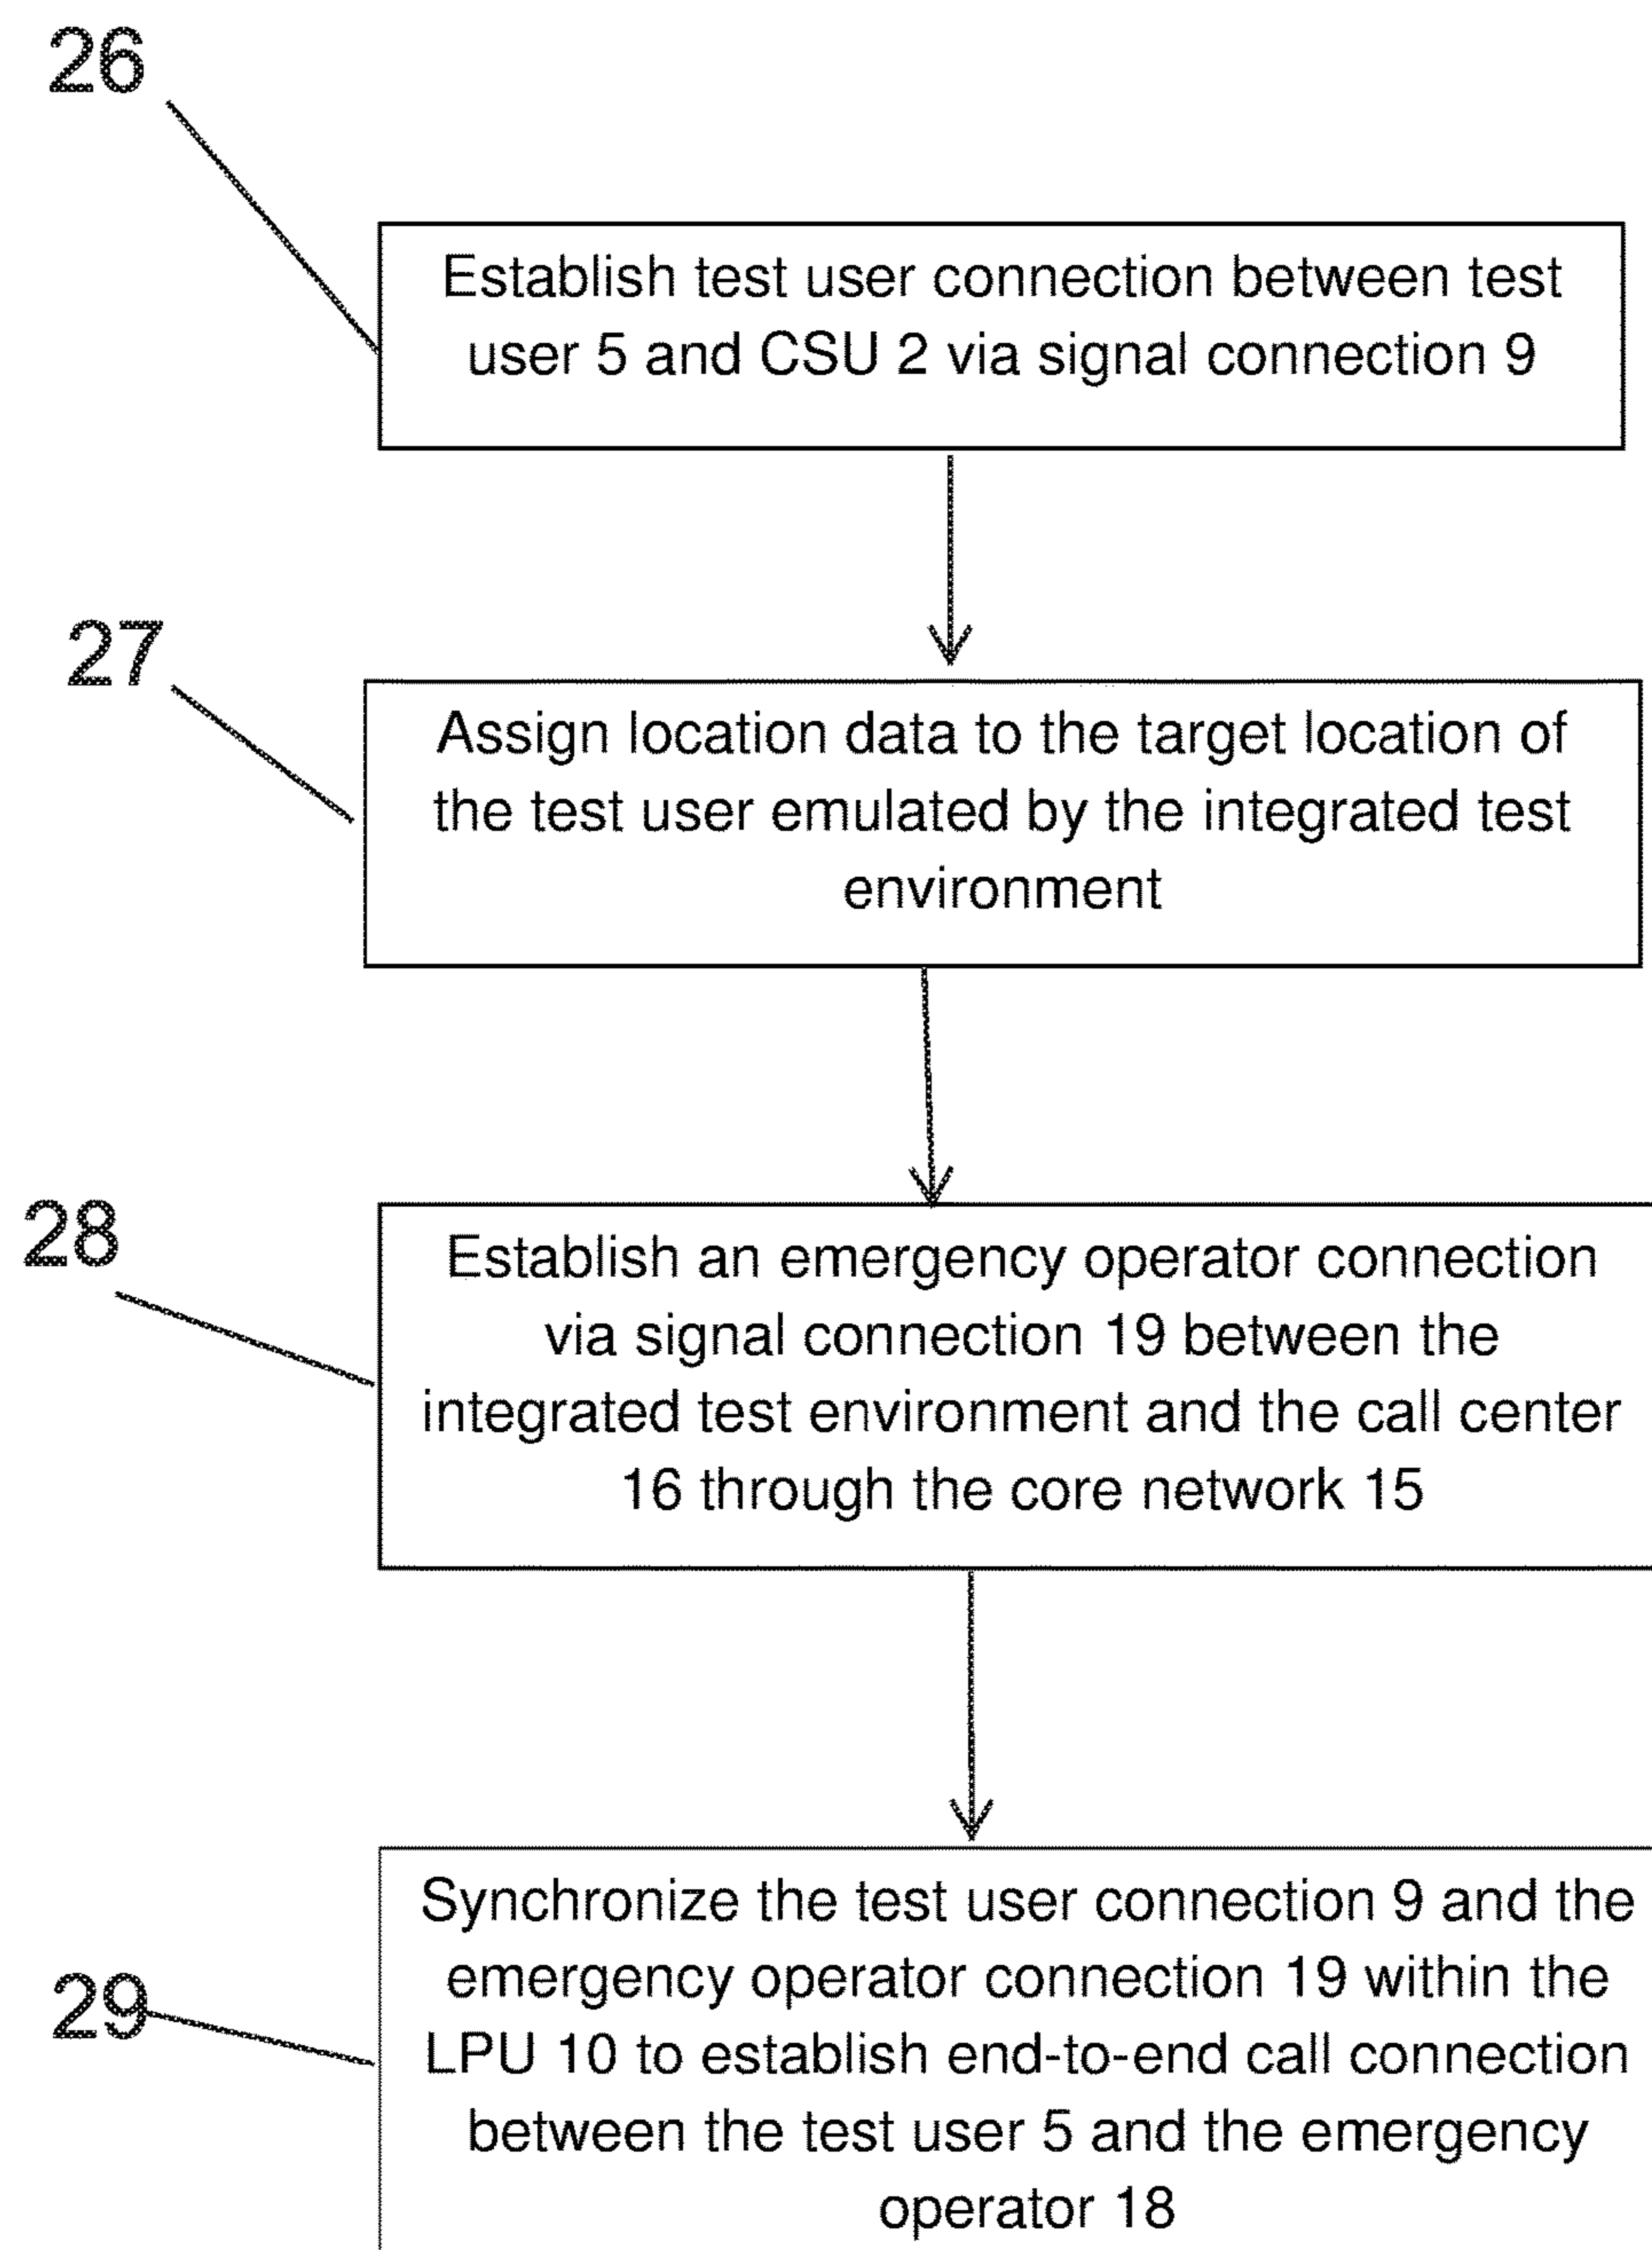 26
Establish test user connection between test
user 5 and CSU 2 via signal connection 9
27
Assign location data to the target location of
the test user emulated by the integrated test
environment
28
Establish an emergency operator connection
via signal connection 19 between the
integrated test environment and the call center
16 through the core network 15
29
Synchronize the test user connection 9 and the
emergency operator connection 19 within the
LPU 10 to establish end-to-end call connection
between the test user 5 and the emergency
operator 18